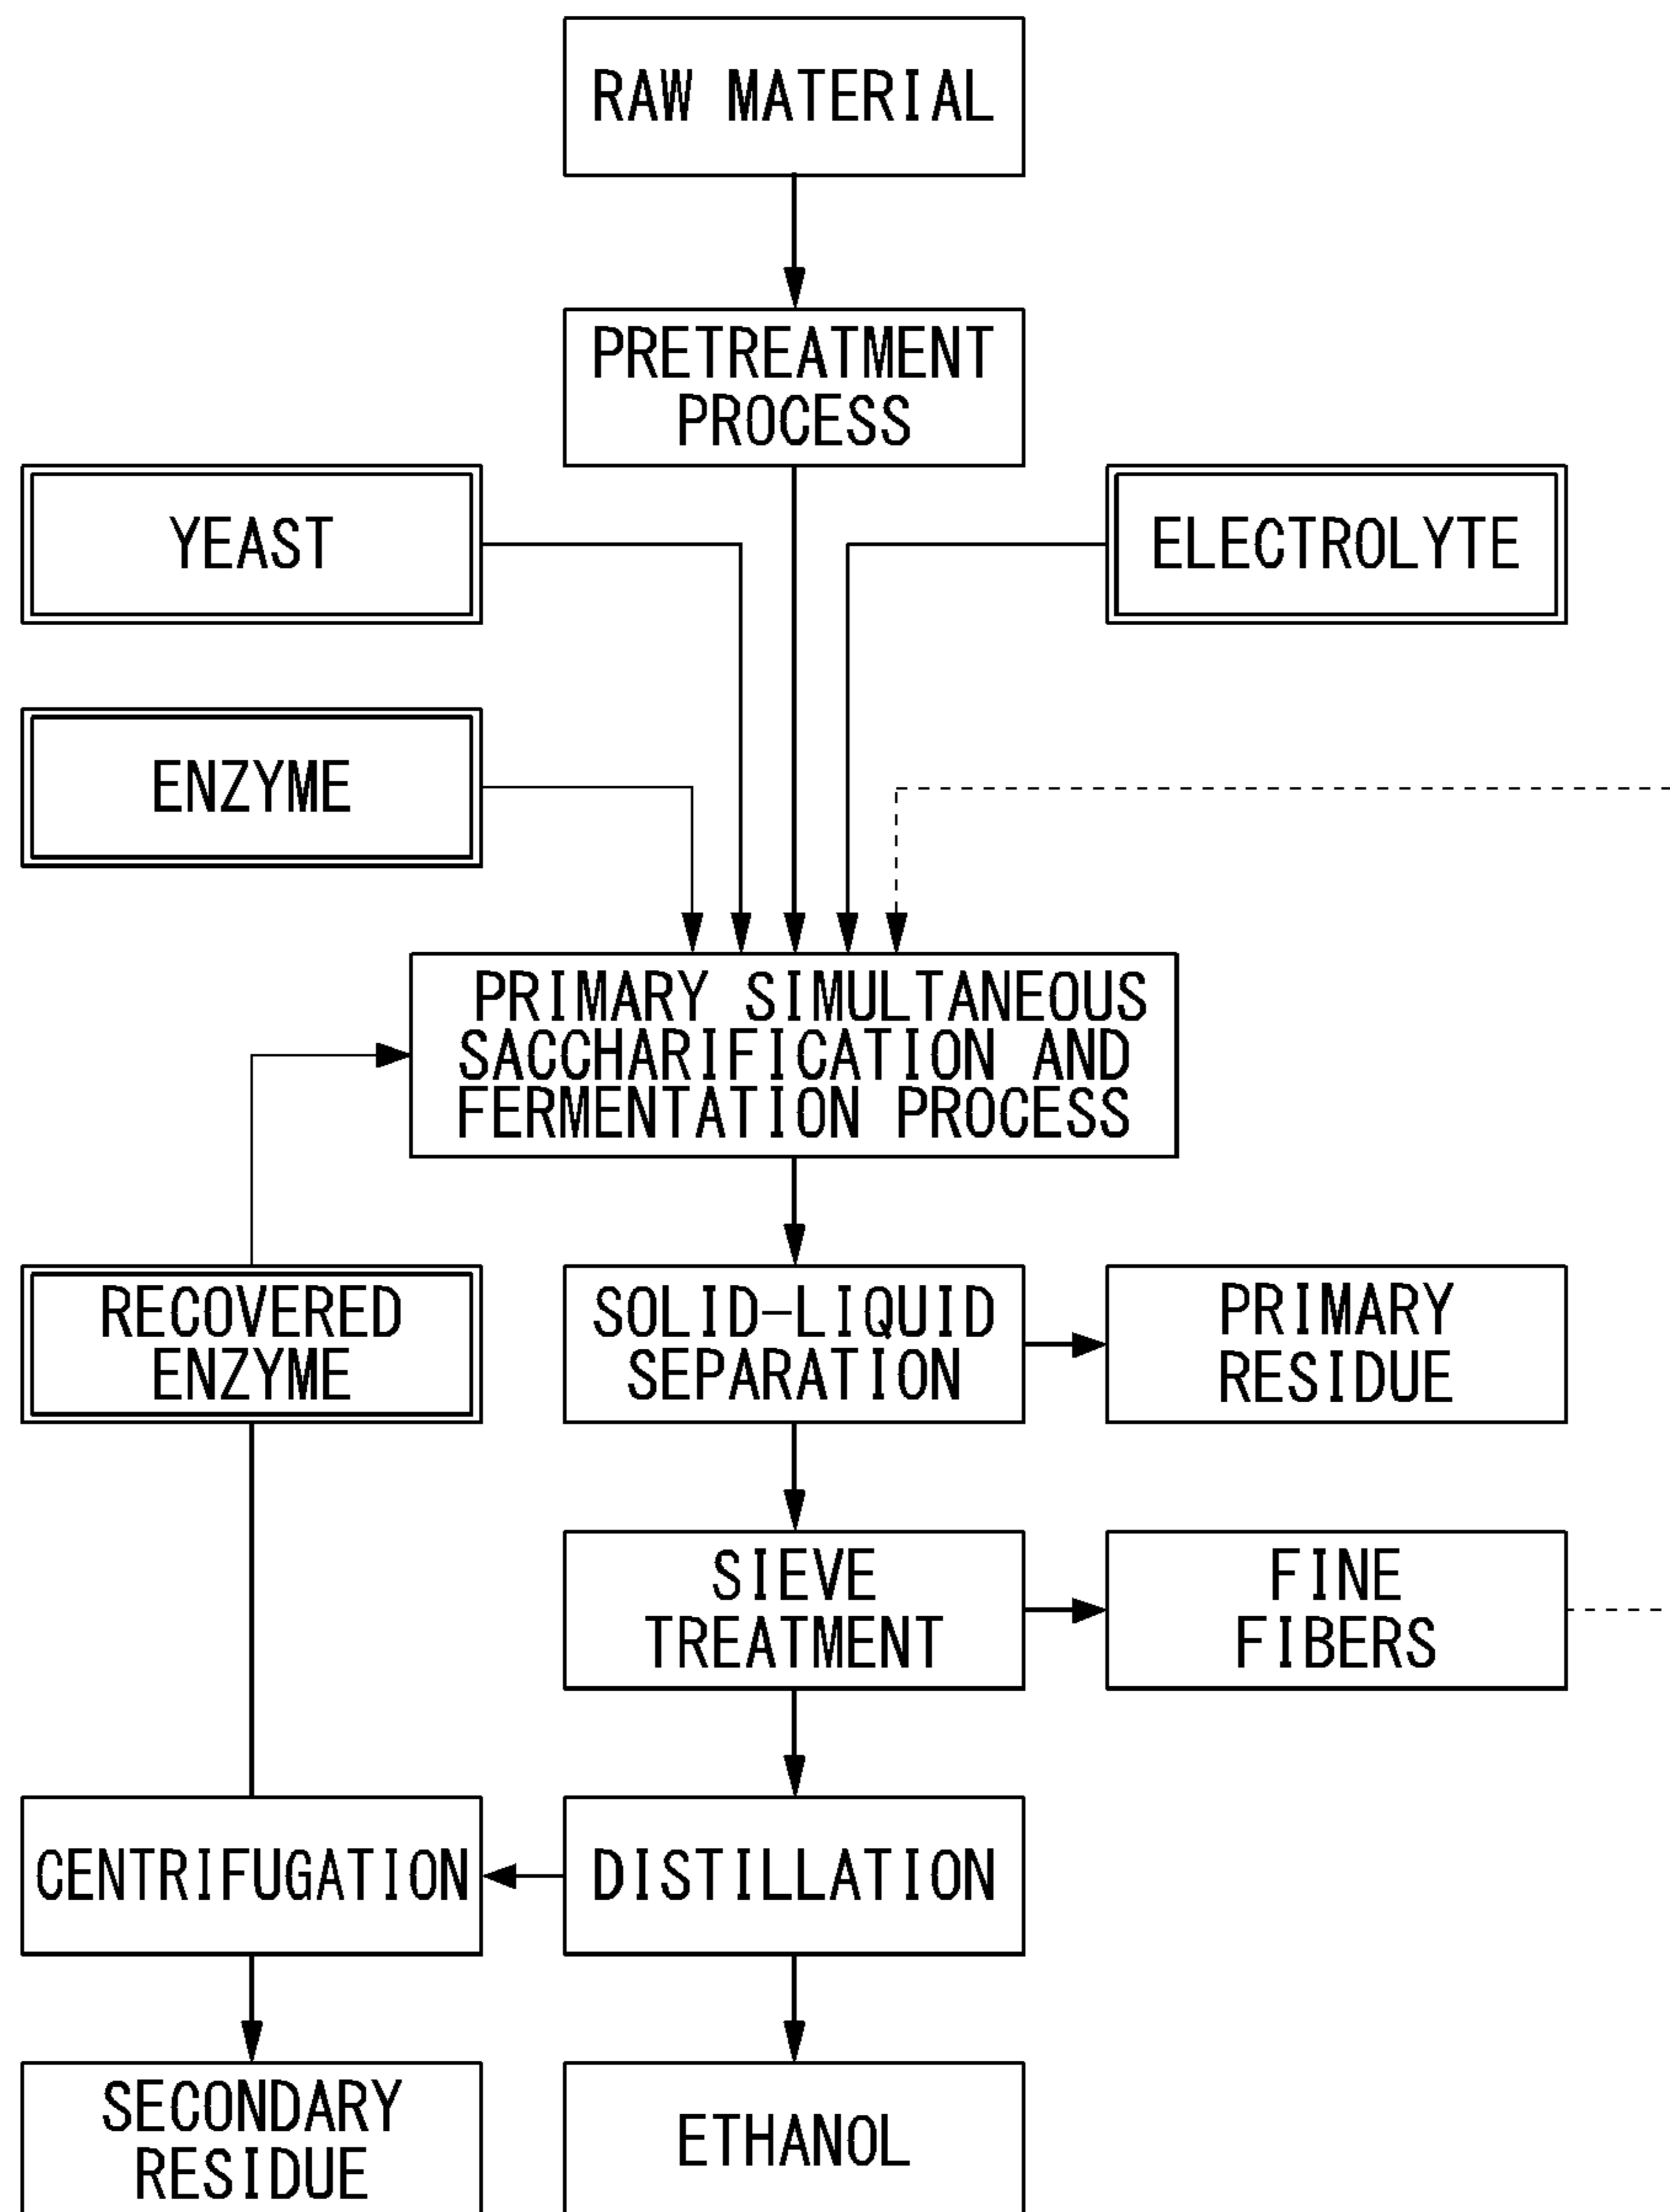 RAW MATERIAL
PRETREATMENT
PROCESS
YEAST
ELECTROLYTE
ENZYME
PRIMARY SIMULTANEOUS
SACCHARIFICATION AND
FERMENTATION PROCESS
RECOVERED
ENZYME
SOLID-LIQUID
SEPARATION
PRIMARY
RESIDUE
SIEVE
TREATMENT
FINE
FIBERS
CENTRIFUGATION
DISTILLATION
SECONDARY
RESIDUE
ETHANOL